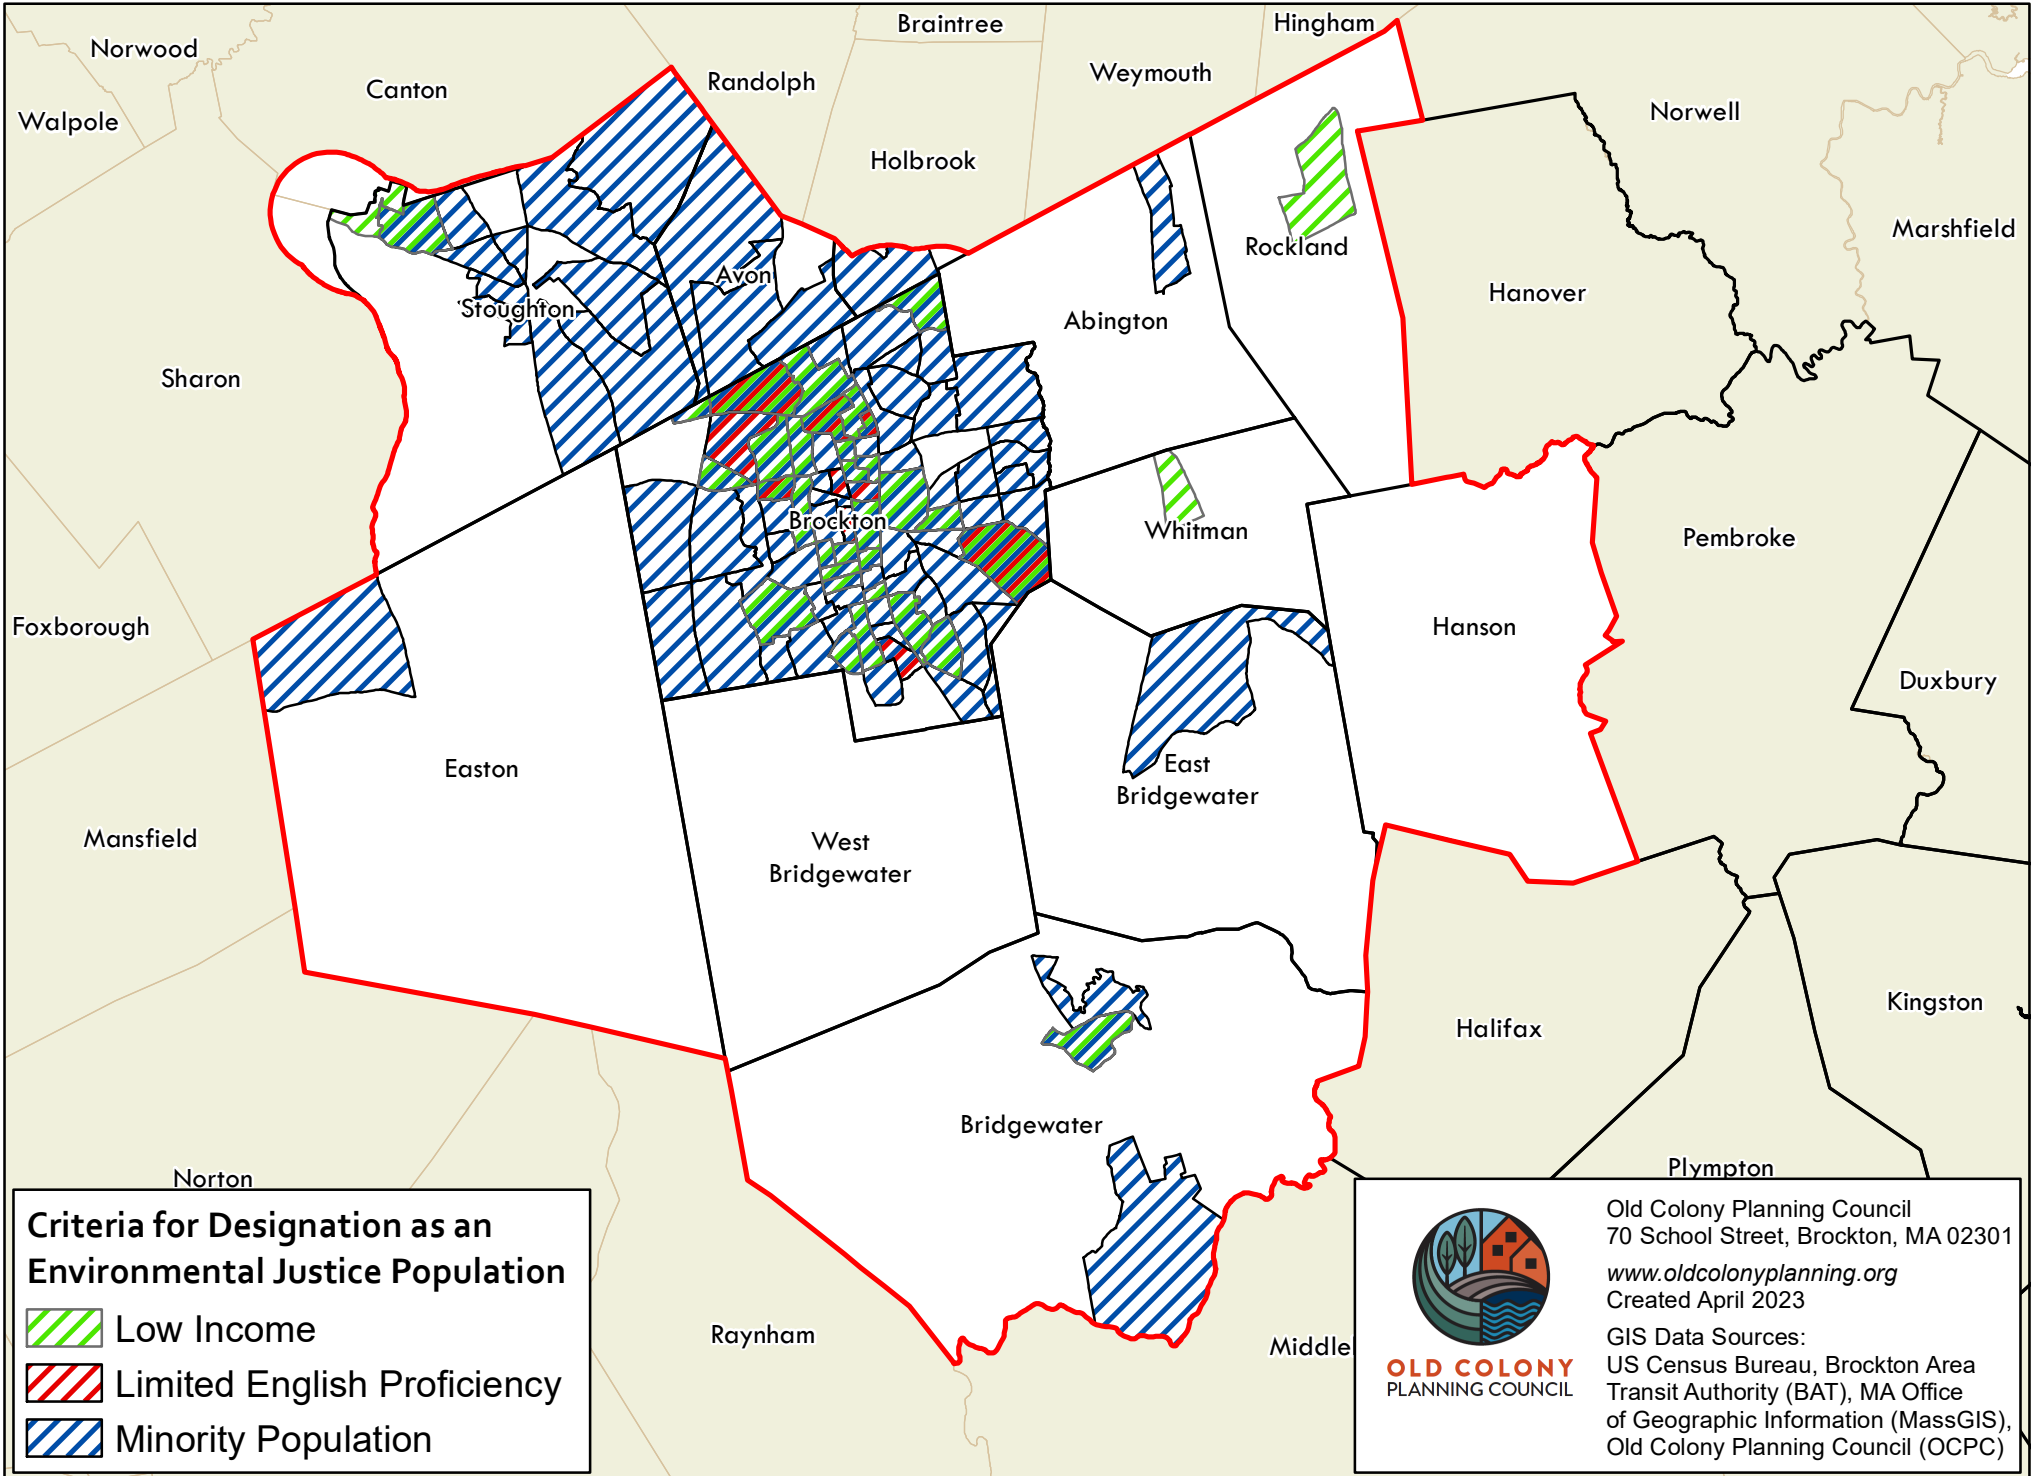 Braintree
Hingham
Norwood
Weymouth
Randolph
Canton
Norwell
Walpole
Holbrook
Marshfield
Rockland
Avon
Hanover
Stoughton
Abington
Sharon
Brockton
Whitman
Pembroke
Foxborough
Hanson
Duxbury
East
Bridgewater
Easton
Mansfield
West
Bridgewater
Kingston
Halifax
Bridgewater
Plympton
Norton
Raynham
Middle
Criteria for Designation as an
Environmental Justice Population
Low Income
Limited English Proficiency
Minority Population
OLD COLONY
PLANNING COUNCIL
Old Colony Planning Council
70 School Street, Brockton, MA 02301
www.oldcolonyplanning.org
Created April 2023
GIS Data Sources:
US Census Bureau, Brockton Area
Transit Authority (BAT), MA Office
of Geographic Information (MassGIS),
Old Colony Planning Council (OCPC)